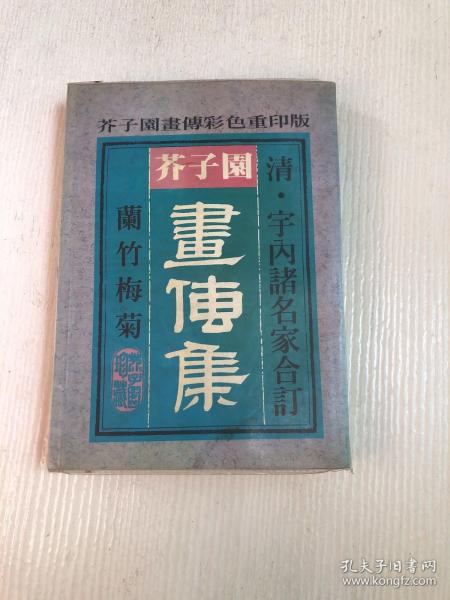 芥子園畫傳彩色重印版
清·宇內諸名家合訂
芥子園
畫傳集
蘭竹梅菊
孔夫子旧书网
www.kongfz.com